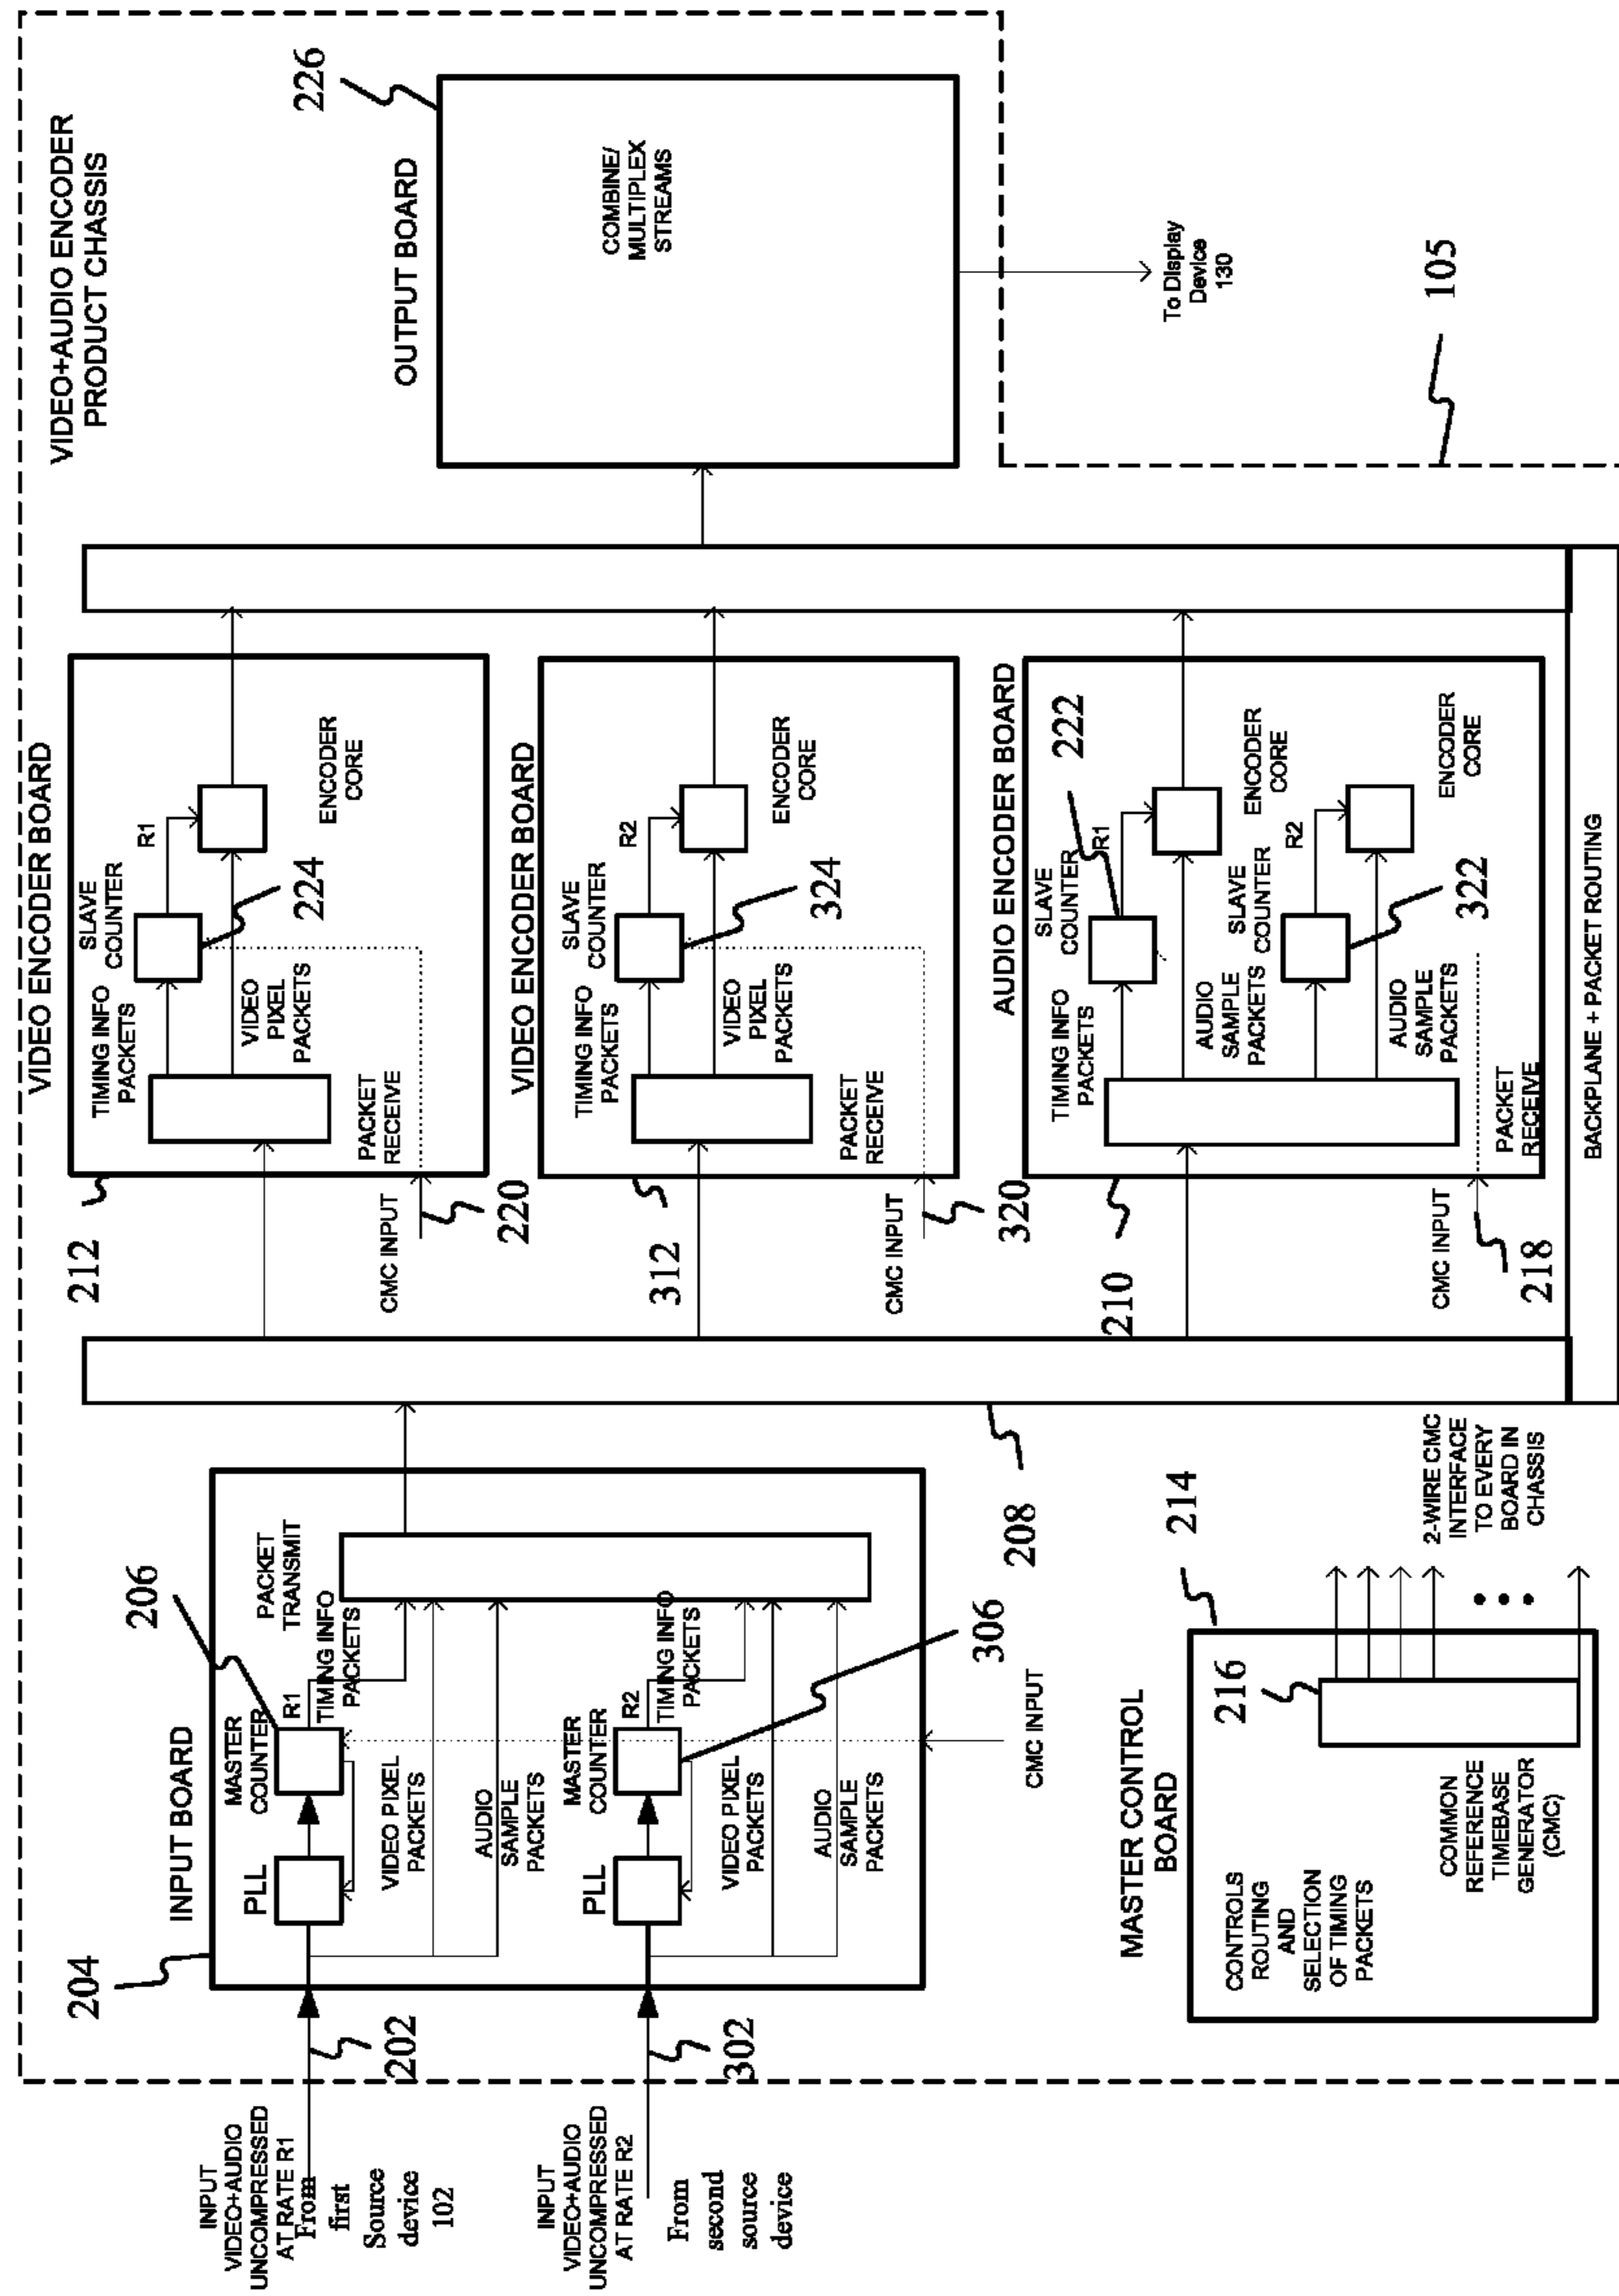 VIDEO+AUDIO ENCODER
PRODUCT CHASSIS
INPUT
VIDEO+AUDIO
UNCOMPRESSED
AT RATE R1
From
first
Source
device
102
202
INPUT
VIDEO+AUDIO
UNCOMPRESSED
AT RATE R2
From
second
source
device
302
204
INPUT BOARD
PLL
MASTER
COUNTER
206
R1
TIMING INFO
PACKETS
PACKET
TRANSMIT
VIDEO PIXEL
PACKETS
AUDIO
SAMPLE
PACKETS
PLL
MASTER
COUNTER
R2
TIMING INFO
PACKETS
VIDEO PIXEL
PACKETS
AUDIO
SAMPLE
PACKETS
306
CMC INPUT
208
MASTER CONTROL
BOARD
214
CONTROLS
ROUTING
AND
SELECTION
OF TIMING
PACKETS
216
COMMON
REFERENCE
TIMEBASE
GENERATOR
(CMC)
2-WIRE CMC
INTERFACE
TO EVERY
BOARD IN
CHASSIS
212
VIDEO ENCODER BOARD
TIMING INFO
PACKETS
SLAVE
COUNTER
R1
224
VIDEO
PIXEL
PACKETS
ENCODER
CORE
PACKET
RECEIVE
CMC INPUT
220
312
VIDEO ENCODER BOARD
TIMING INFO
PACKETS
SLAVE
COUNTER
R2
324
VIDEO
PIXEL
PACKETS
ENCODER
CORE
PACKET
RECEIVE
CMC INPUT
320
210
AUDIO ENCODER BOARD
TIMING INFO
PACKETS
SLAVE
COUNTER
222
R1
AUDIO
SAMPLE
PACKETS
ENCODER
CORE
SLAVE
COUNTER
R2
322
AUDIO
SAMPLE
PACKETS
ENCODER
CORE
PACKET
RECEIVE
CMC INPUT
218
BACKPLANE + PACKET ROUTING
OUTPUT BOARD
226
COMBINE/
MULTIPLEX
STREAMS
To Display
Device
130
105